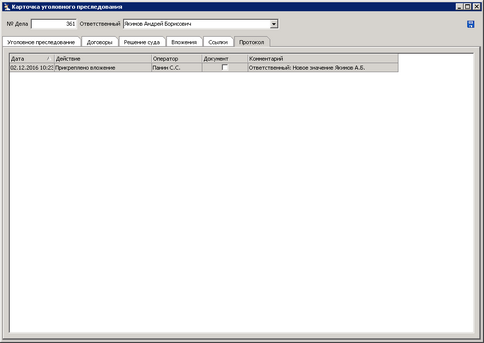 Карточка уголовного преследования
№ Дела 361 Ответственный Якимов Андрей Борисович
Уголовное преследование Договоры Решение суда Вложения Ссылки Протокол
Дата Действие Оператор Документ Комментарий
02.12.2016 10:23 Прикреплено вложение Панин С.С. Ответственный: Новое значение Якимов А.Б.